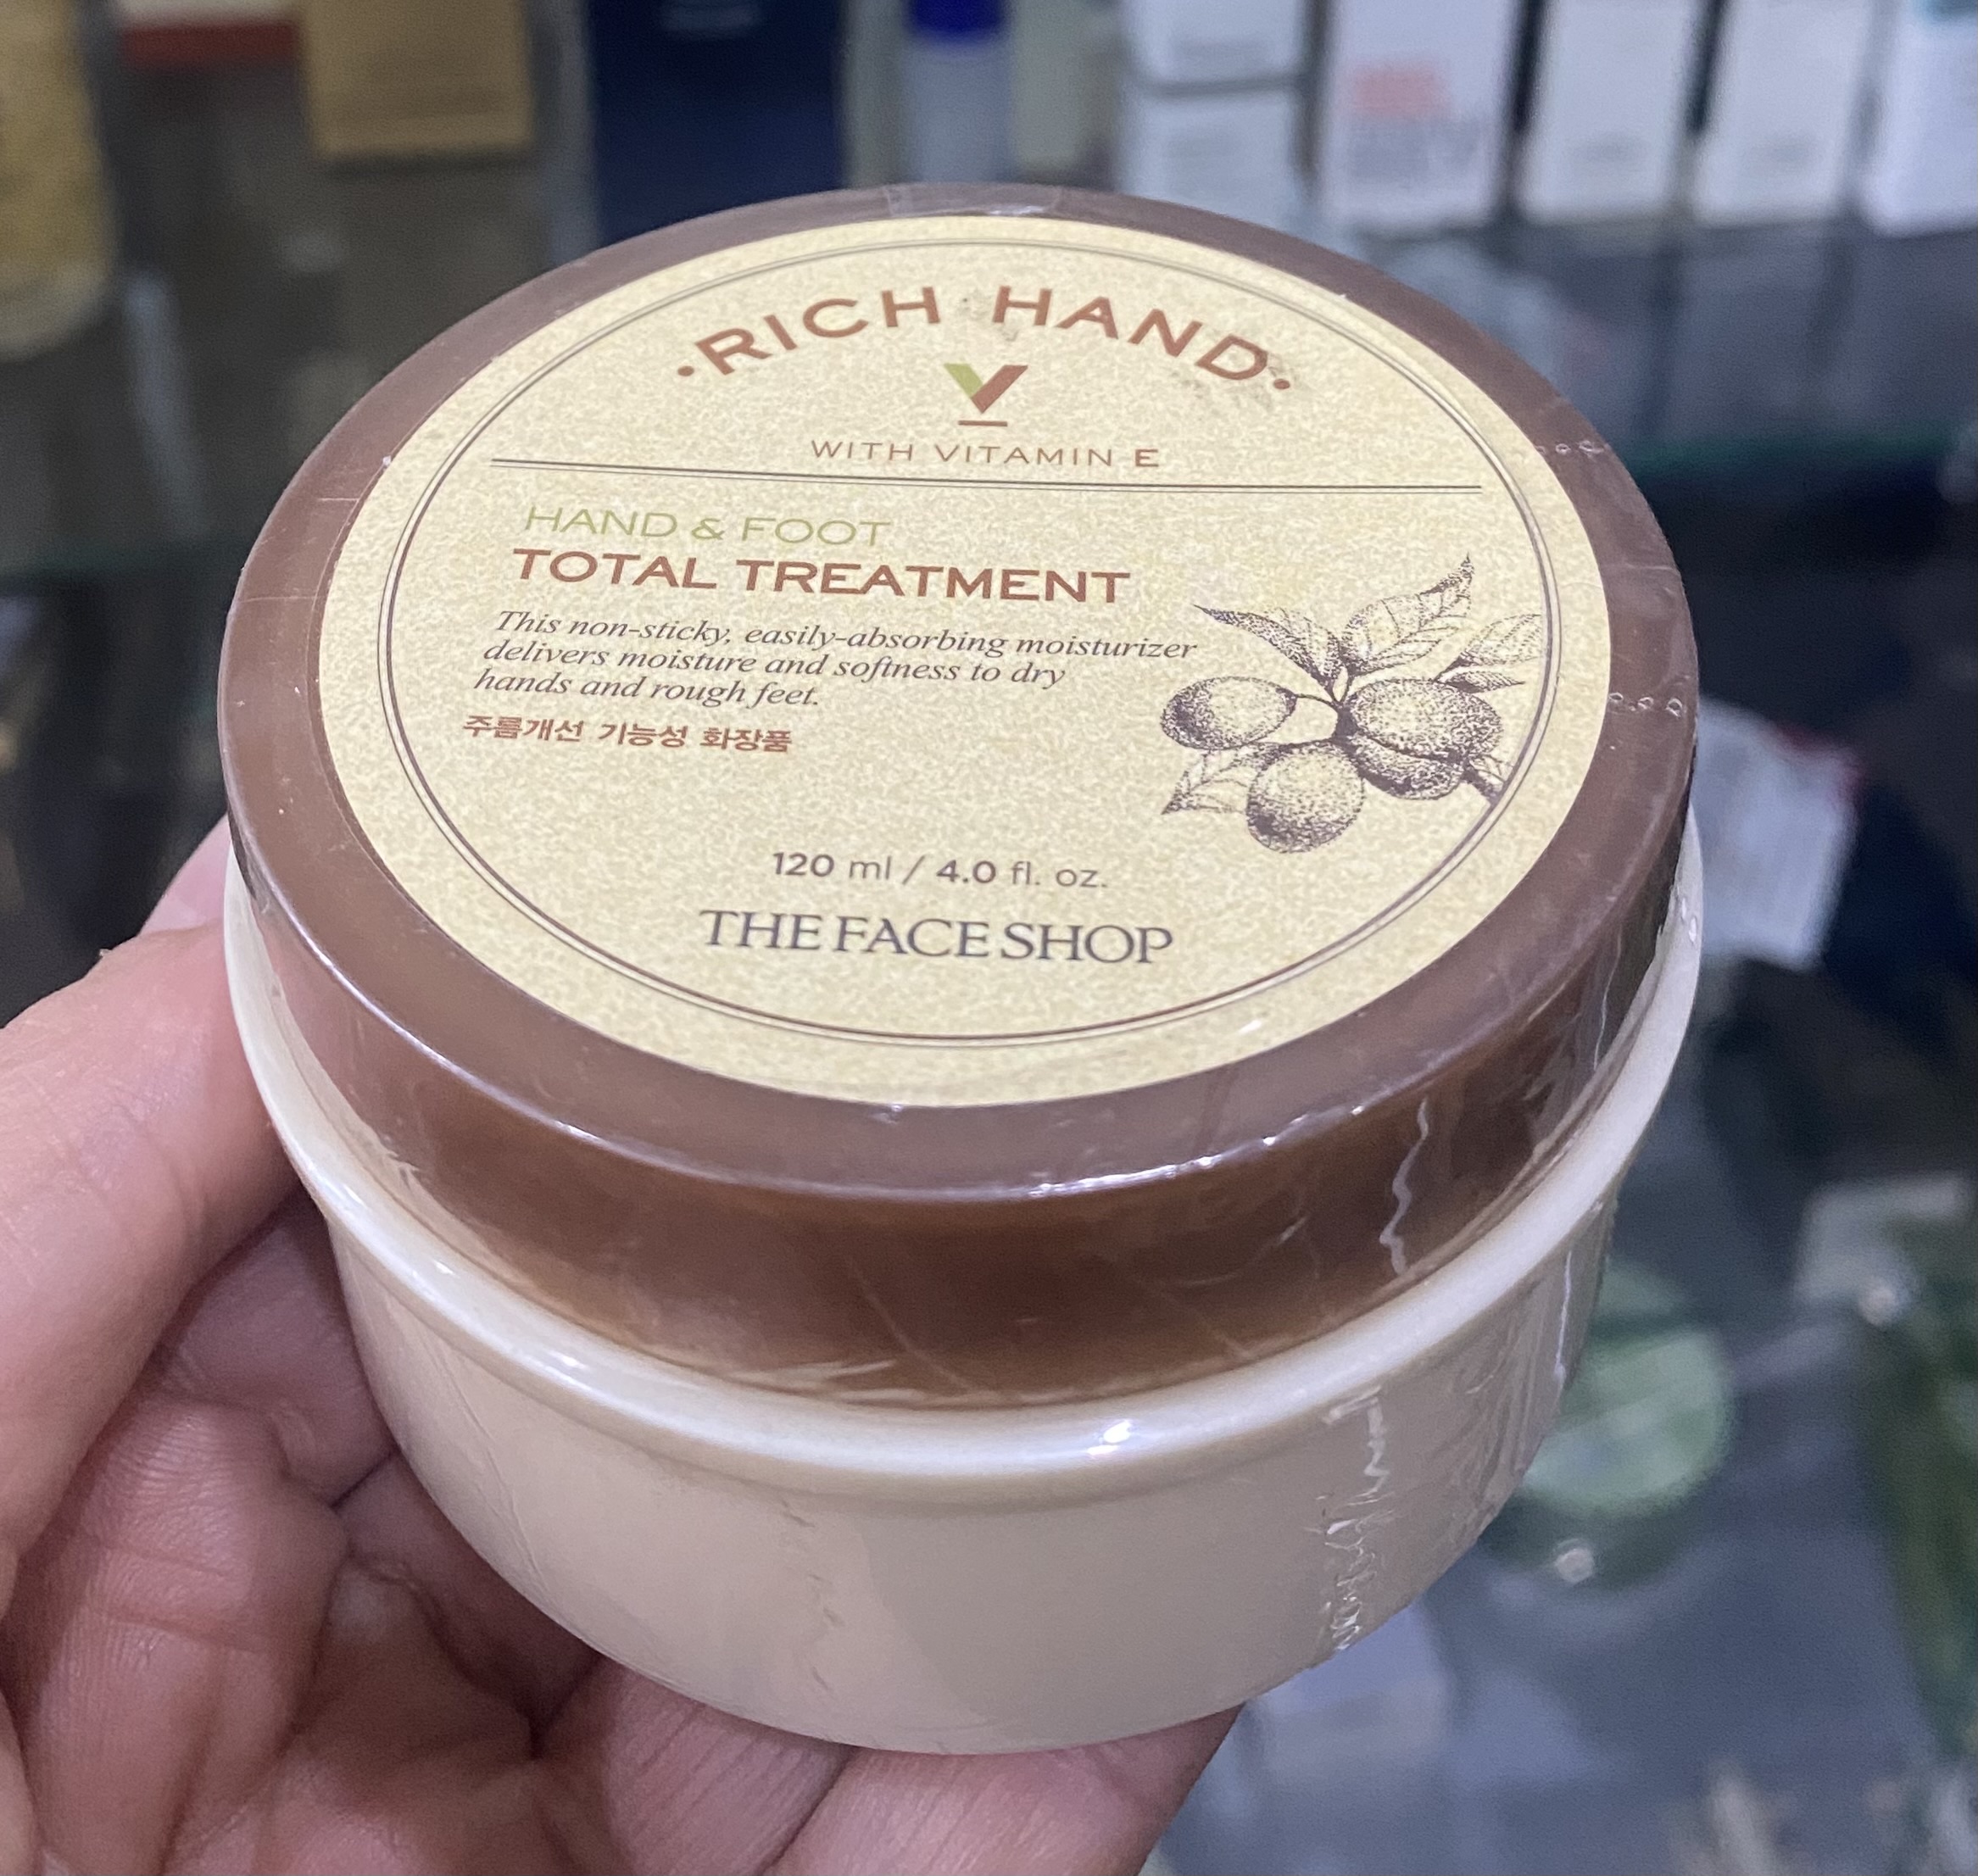 ·RICH HAND·
V
WITH VITAMIN E
HAND & FOOT
TOTAL TREATMENT
This non-sticky, easily-absorbing moisturizer
delivers moisture and softness to dry
hands and rough feet.
주름개선 기능성 화장품
120 ml / 4.0 fl. oz.
THE FACE SHOP